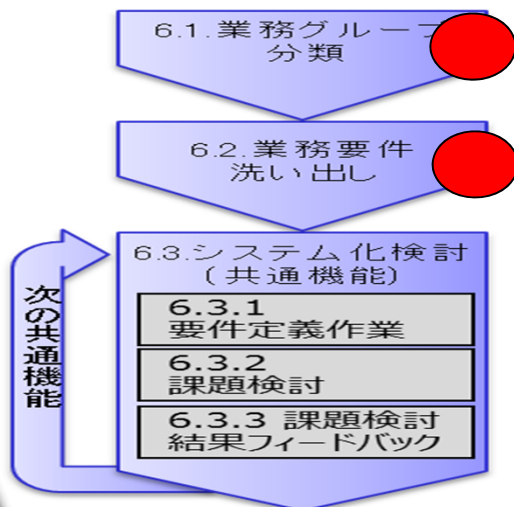 6.1.業務グループ
分類
6.2.業務要件
洗い出し
6.3.システム化検討
(共通機能)
6.3.1
要件定義作業
6.3.2
課題検討
6.3.3 課題検討
結果フィードバック
次の共通機能